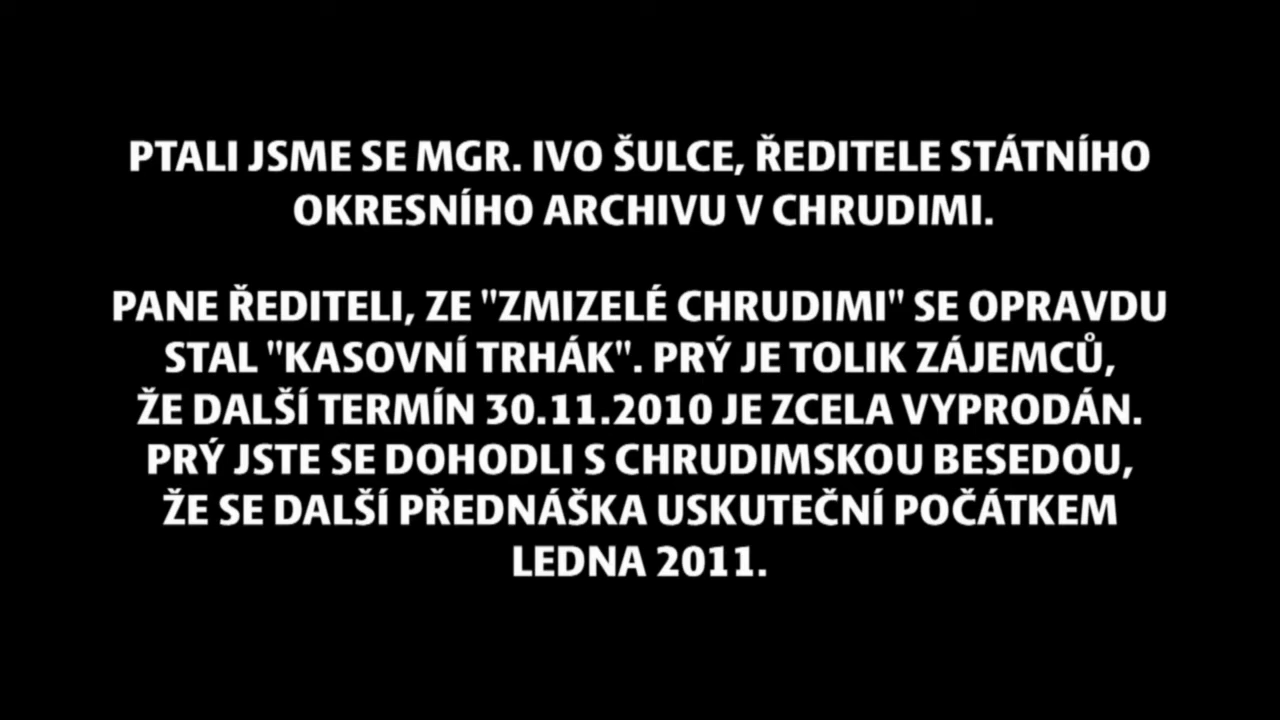 PTALI JSME SE MGR. IVO ŠULCE, ŘEDITELE STÁTNÍHO
OKRESNÍHO ARCHIVU V CHRUDIMI.
PANE ŘEDITELI, ZE "ZMIZELÉ CHRUDIMI" SE OPRAVDU
STAL "KASOVNÍ TRHÁK". PRÝ JE TOLIK ZÁJEMCŮ,
ŽE DALŠÍ TERMÍN 30.11.2010 JE ZCELA VYPRODÁN.
PRÝ JSTE SE DOHODLI S CHRUDIMSKOU BESEDOU,
ŽE SE DALŠÍ PŘEDNÁŠKA USKUTEČNÍ POČÁTKEM
LEDNA 2011.